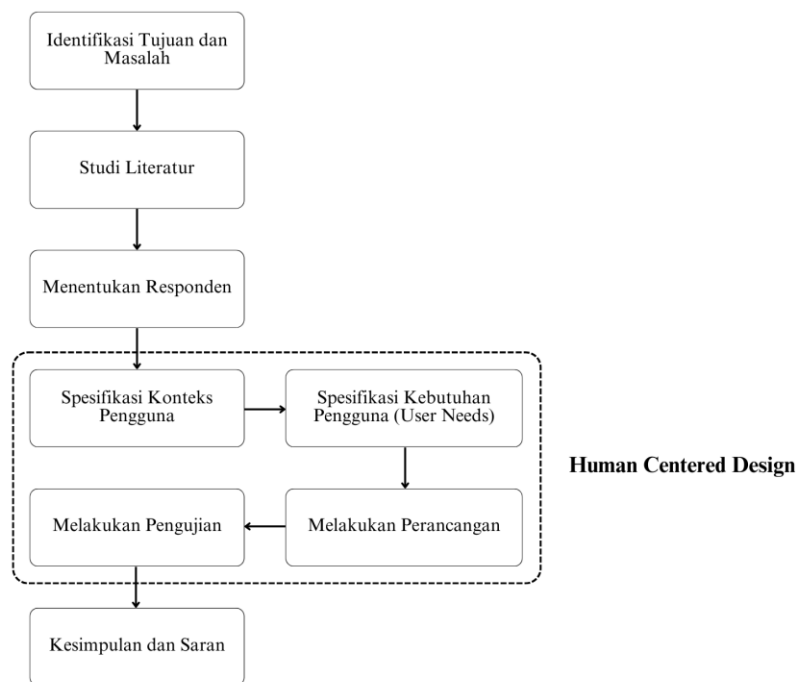 Identifikasi Tujuan dan
Masalah
Studi Literatur
Menentukan Responden
Spesifikasi Konteks
Pengguna
Spesifikasi Kebutuhan
Pengguna (User Needs)
Human Centered Design
Melakukan Pengujian
Melakukan Perancangan
Kesimpulan dan Saran